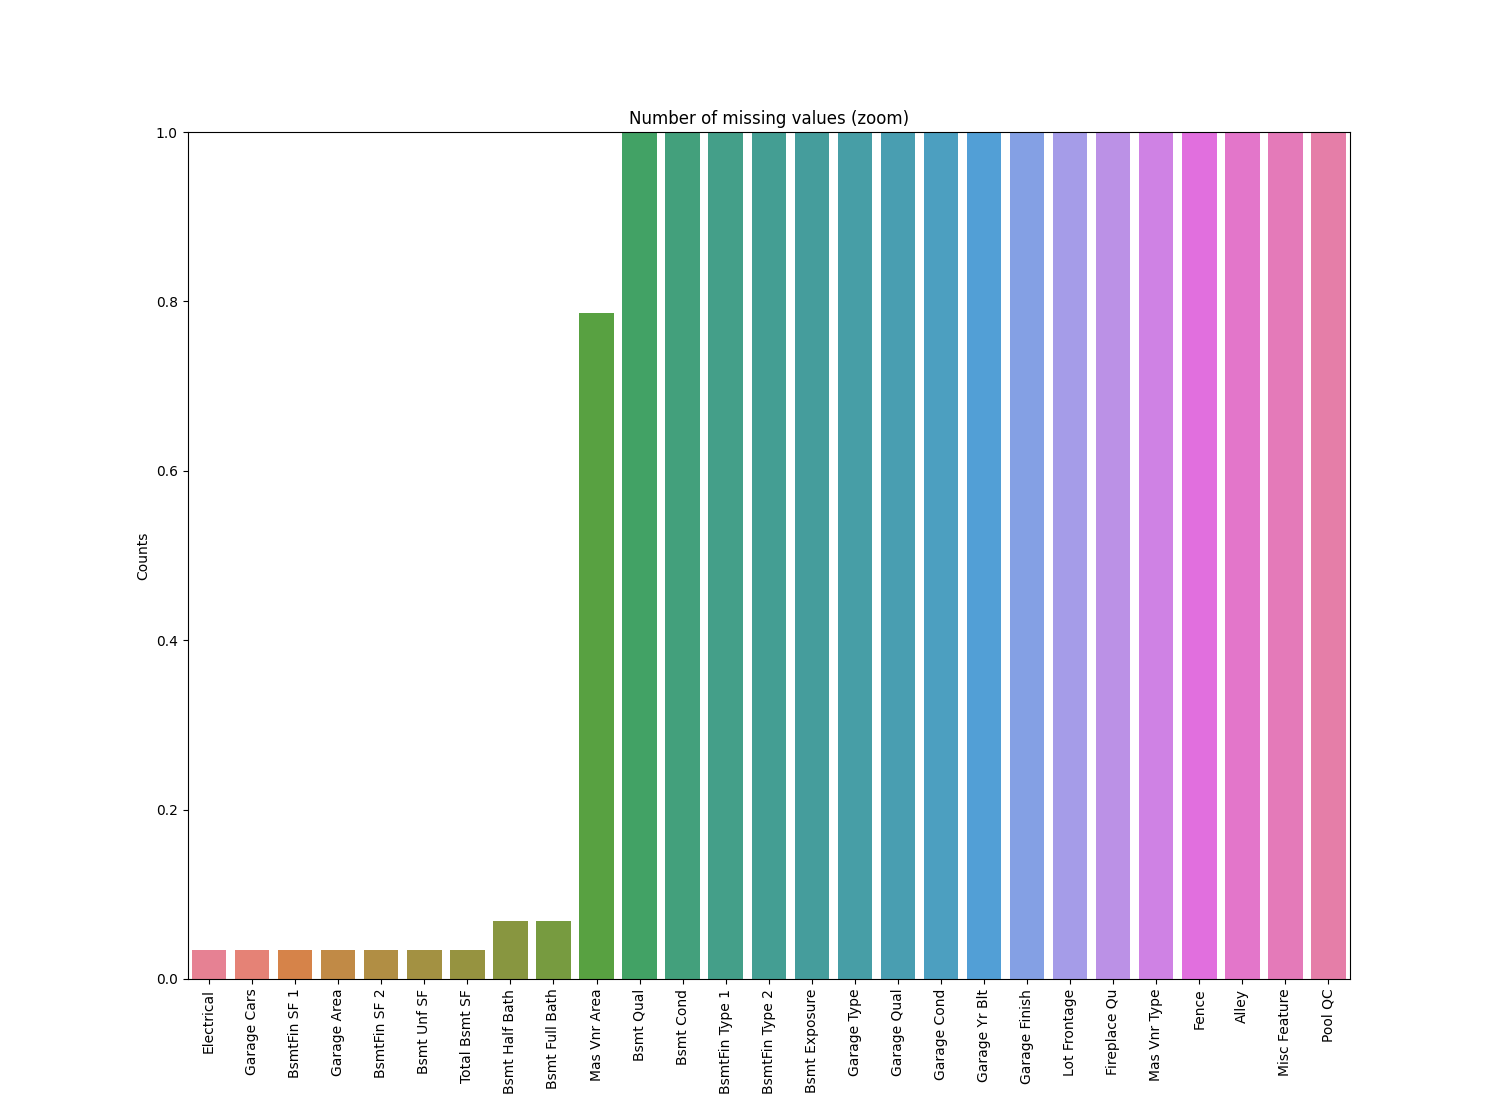 Number of missing values (zoom)
1.0
0.8
0.6
0.4
0.2
0.0
Counts
Electrical
Garage Cars
BsmtFin SF 1
Garage Area
BsmtFin SF 2
Bsmt Unf SF
Total Bsmt SF
Bsmt Half Bath
Bsmt Full Bath
Mas Vnr Area
Bsmt Qual
Bsmt Cond
BsmtFin Type 1
BsmtFin Type 2
Bsmt Exposure
Garage Type
Garage Qual
Garage Cond
Garage Yr Blt
Garage Finish
Lot Frontage
Fireplace Qu
Mas Vnr Type
Fence
Alley
Misc Feature
Pool QC